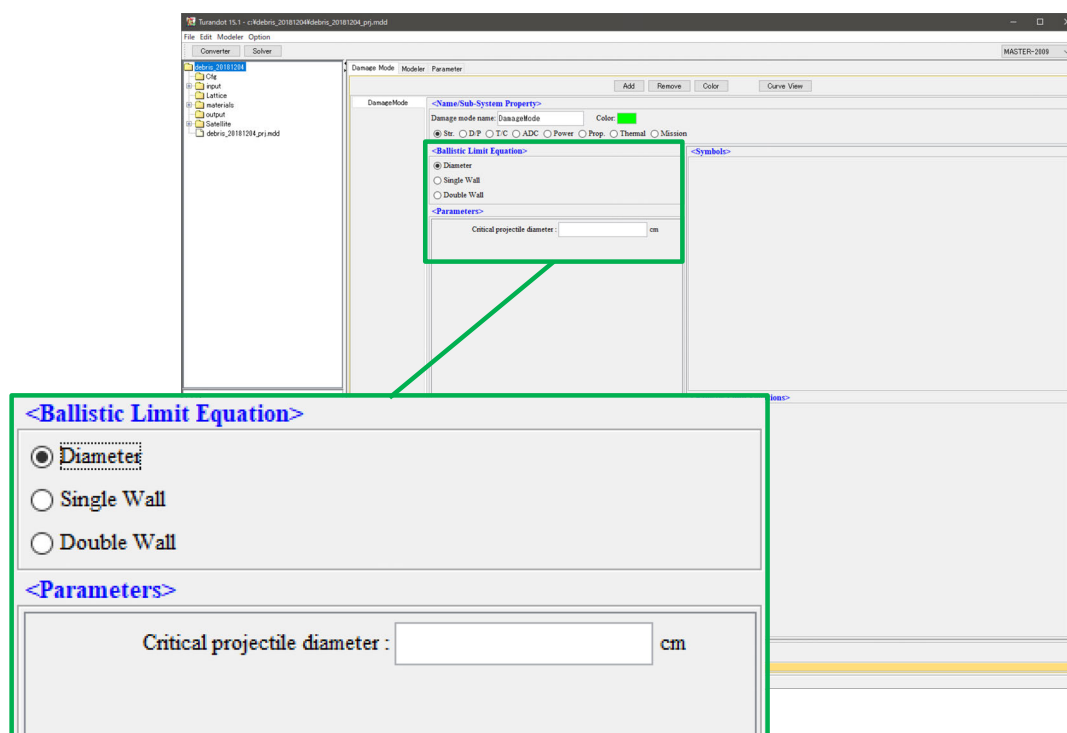 Turandot 15.1 - c:¥debris_20181204¥debris_20181204_prj.mdd
File Edit Modeler Option
Converter Solver MASTER-2009
debris_20181204
Cfg
input
Lattice
materials
output
Satellite
debris_20181204_prj.mdd
Damage Mode Modeler Parameter
Add Remove Color Curve View
DamageMode
<Name/Sub-System Property>
Damage mode name: DamageMode Color:
Str. D/P T/C ADC Power Prop. Thermal Mission
<Ballistic Limit Equation> <Symbols>
Diameter
Single Wall
Double Wall
<Parameters>
Critical projectile diameter : cm
ions>
<Ballistic Limit Equation>
Diameter
Single Wall
Double Wall
<Parameters>
Critical projectile diameter : cm